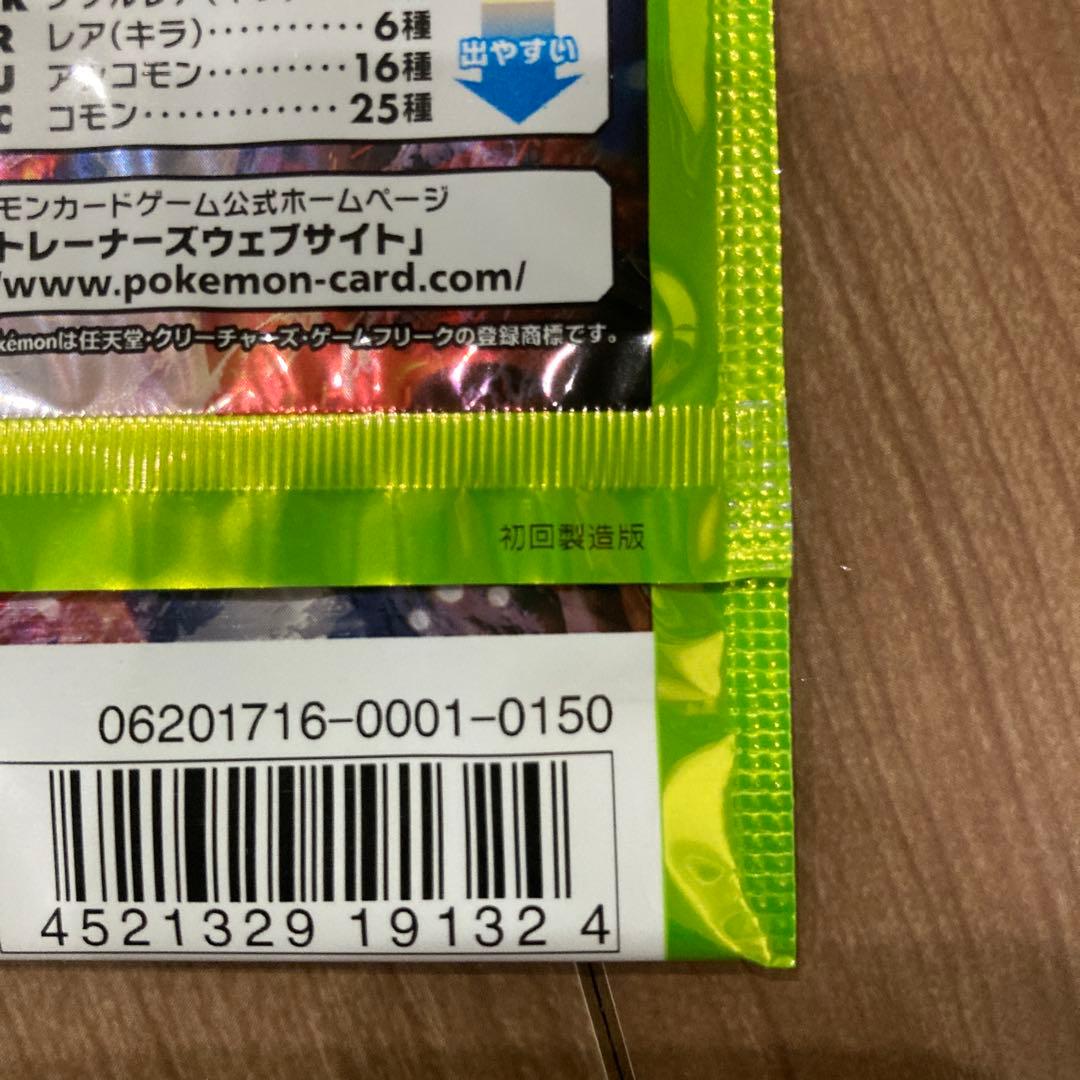 R レア(キラ)‥‥‥‥‥6種
U アンコモン‥‥‥‥‥16種
C コモン‥‥‥‥‥‥25種
出やすい
モンカードゲーム公式ホームページ
トレーナーズウェブサイト」
/www.pokemon-card.com/
kémonは任天堂・クリーチャーズ・ゲームフリークの登録商標です。
初回製造版
06201716-0001-0150
4521329 19132 4